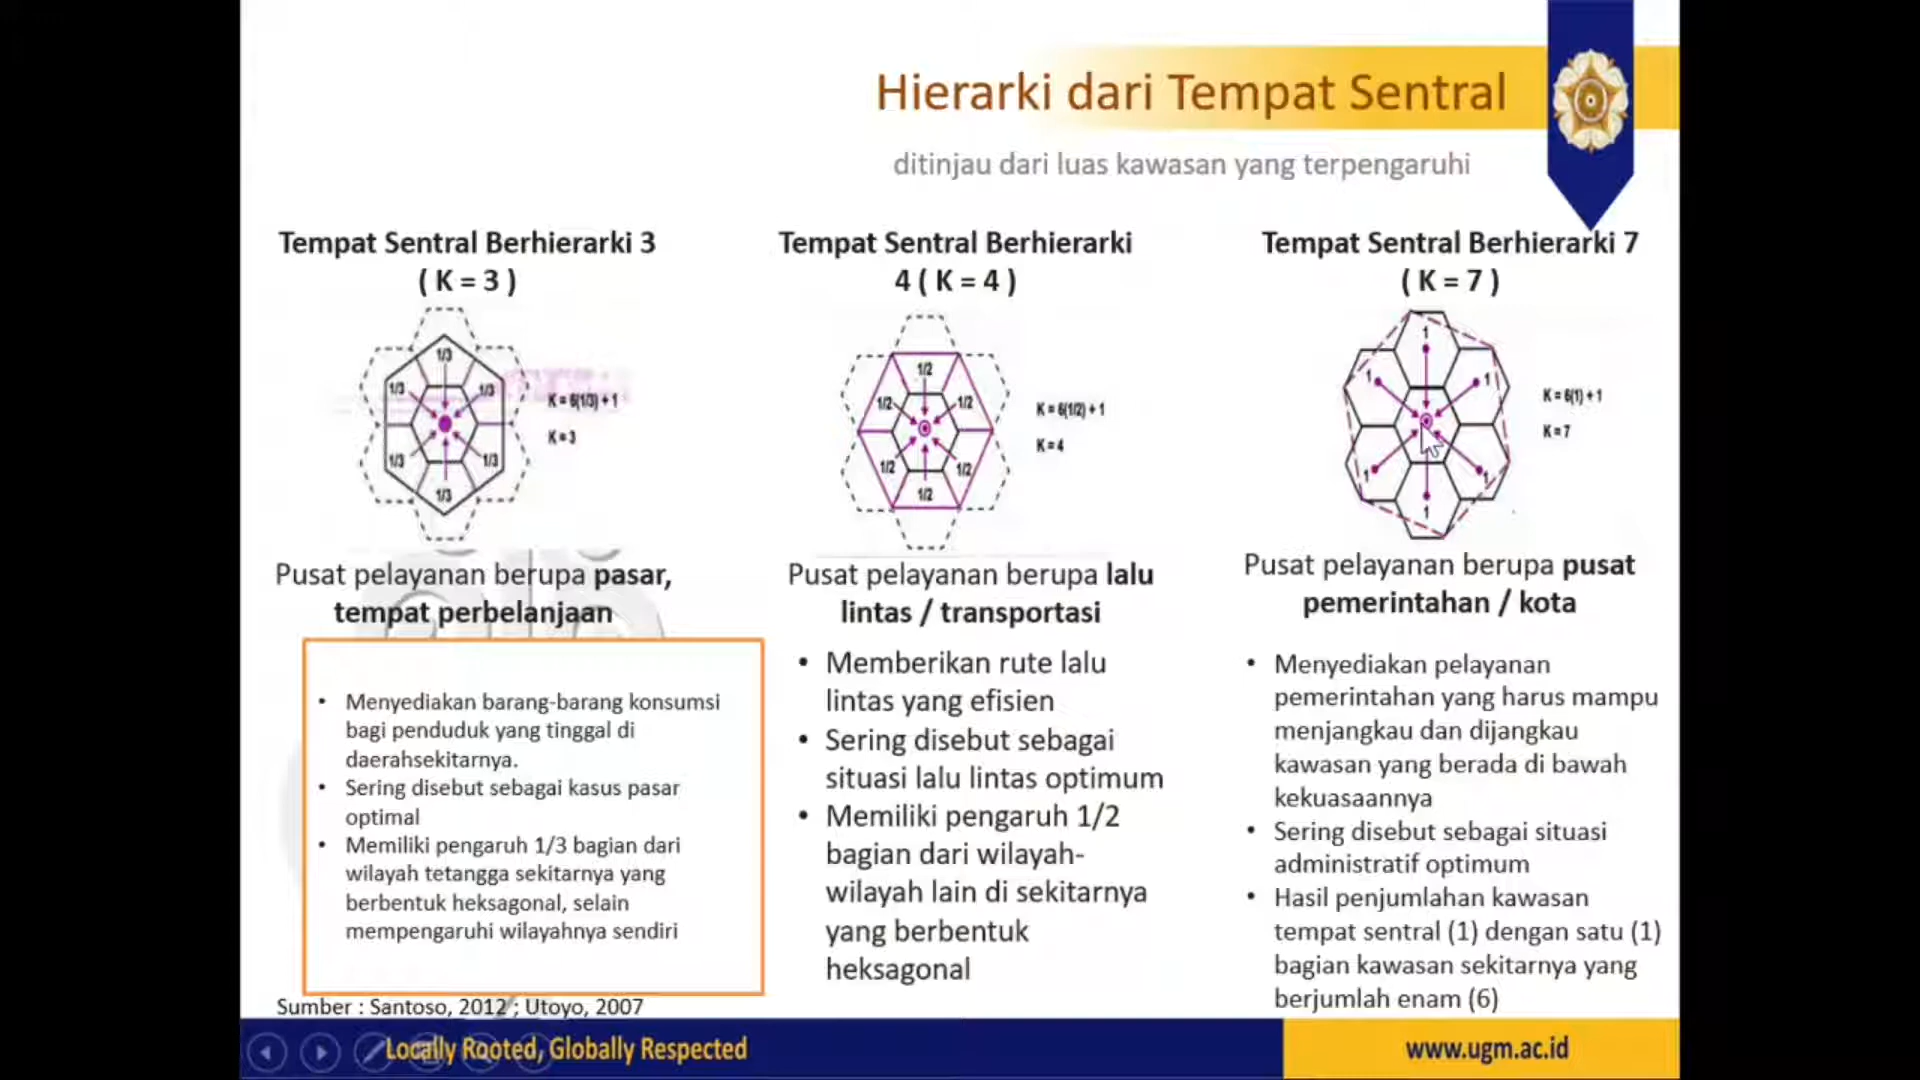 Hierarki dari Tempat Sentral
ditinjau dari luas kawasan yang terpengaruhi
Tempat Sentral Berhierarki 3
( K = 3 )
1/3
1/3
1/3
K = 6(1/3) + 1
K = 3
1/3
1/3
1/3
Pusat pelayanan berupa pasar,
tempat perbelanjaan
• Menyediakan barang-barang konsumsi
bagi penduduk yang tinggal di
daerahsekitarnya.
• Sering disebut sebagai kasus pasar
optimal
• Memiliki pengaruh 1/3 bagian dari
wilayah tetangga sekitarnya yang
berbentuk heksagonal, selain
mempengaruhi wilayahnya sendiri
Sumber : Santoso, 2012 ; Utoyo, 2007
Tempat Sentral Berhierarki
4 ( K = 4 )
1/2
1/2
1/2
K = 6(1/2) + 1
K = 4
1/2
1/2
1/2
Pusat pelayanan berupa lalu
lintas / transportasi
• Memberikan rute lalu
lintas yang efisien
• Sering disebut sebagai
situasi lalu lintas optimum
• Memiliki pengaruh 1/2
bagian dari wilayah-
wilayah lain di sekitarnya
yang berbentuk
heksagonal
Tempat Sentral Berhierarki 7
( K = 7 )
1
1
1
K = 6(1) + 1
K = 7
1
1
1
Pusat pelayanan berupa pusat
pemerintahan / kota
• Menyediakan pelayanan
pemerintahan yang harus mampu
menjangkau dan dijangkau
kawasan yang berada di bawah
kekuasaannya
• Sering disebut sebagai situasi
administratif optimum
• Hasil penjumlahan kawasan
tempat sentral (1) dengan satu (1)
bagian kawasan sekitarnya yang
berjumlah enam (6)
Locally Rooted, Globally Respected
www.ugm.ac.id